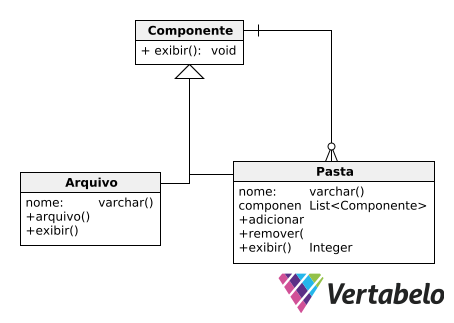 Componente
+ exibir(): void
Arquivo
nome: varchar()
+arquivo()
+exibir()
Pasta
nome: varchar()
componen List<Componente>
+adicionar
+remover(
+exibir() Integer
Vertabelo